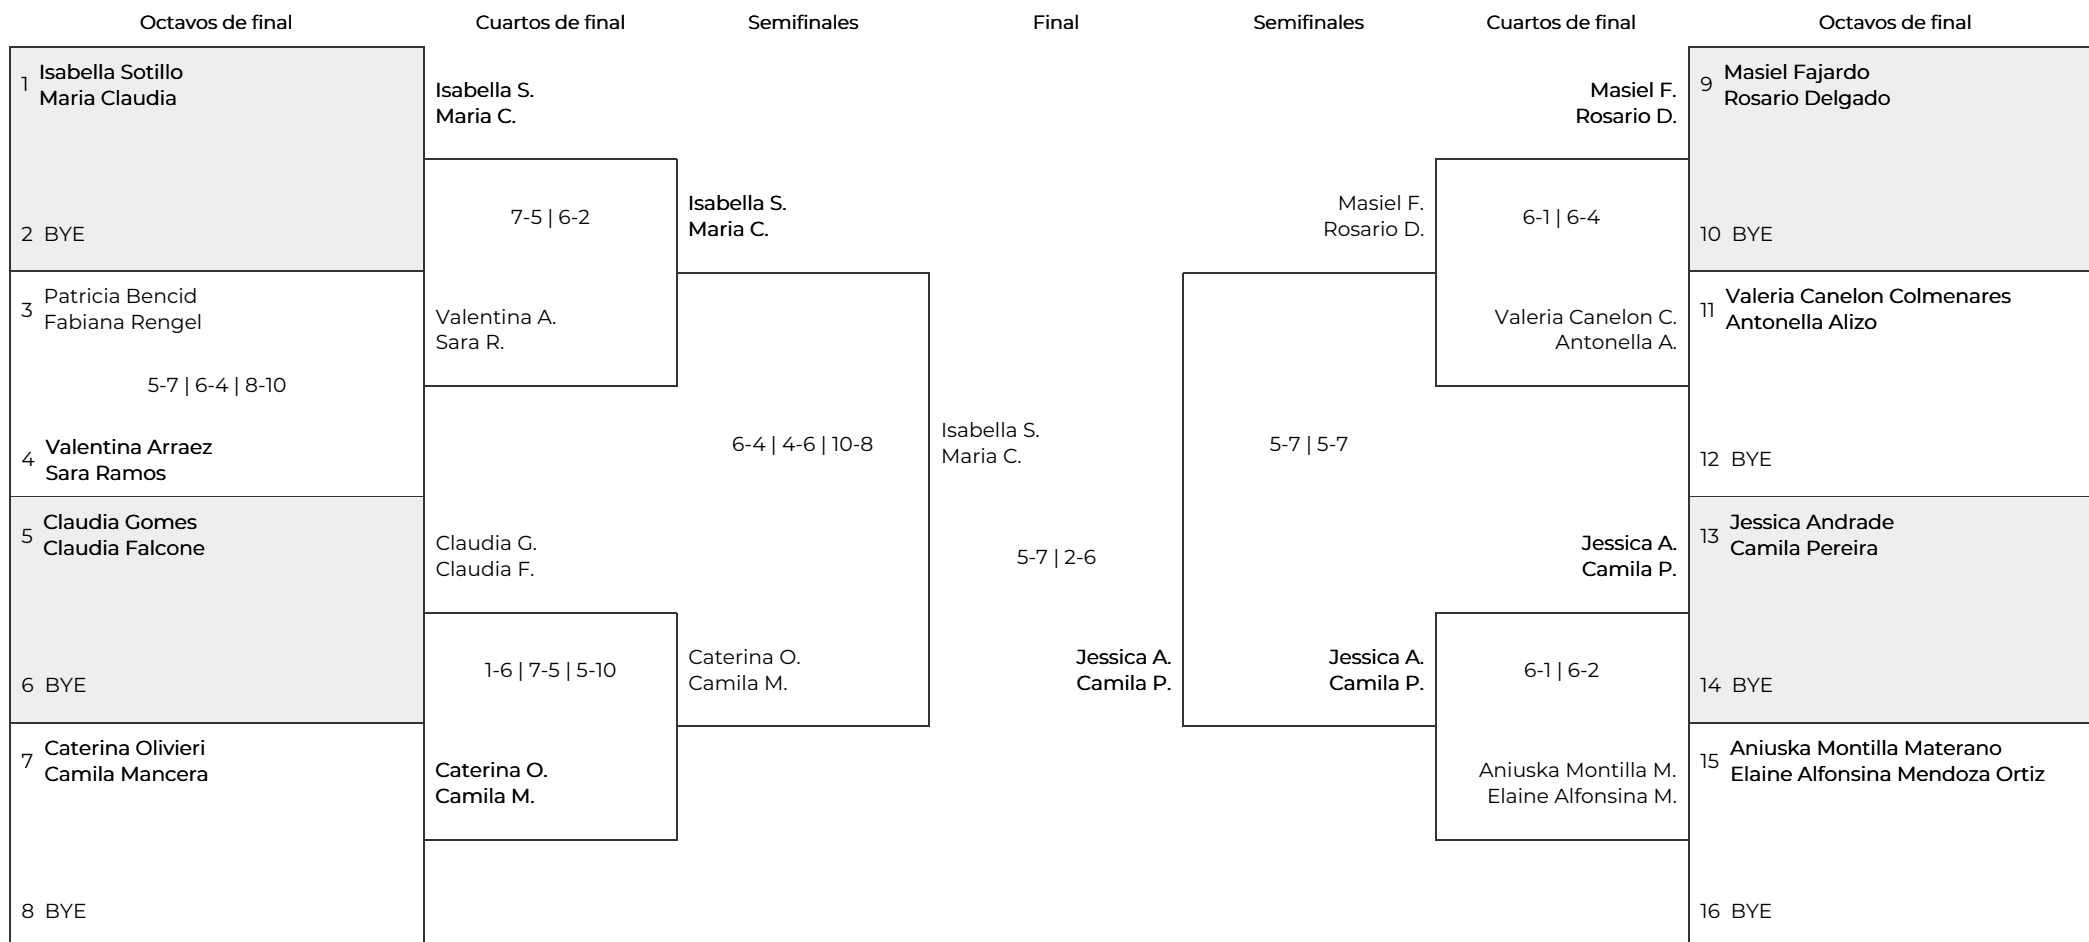 Octavos de final
Cuartos de final
Semifinales
Final
Semifinales
Cuartos de final
Octavos de final
1 Isabella Sotillo
Maria Claudia
2 BYE
3 Patricia Bencid
Fabiana Rengel
5-7 | 6-4 | 8-10
4 Valentina Arraez
Sara Ramos
5 Claudia Gomes
Claudia Falcone
6 BYE
7 Caterina Olivieri
Camila Mancera
8 BYE
Isabella S.
Maria C.
7-5 | 6-2
Valentina A.
Sara R.
Claudia G.
Claudia F.
1-6 | 7-5 | 5-10
Caterina O.
Camila M.
Isabella S.
Maria C.
6-4 | 4-6 | 10-8
Caterina O.
Camila M.
Isabella S.
Maria C.
5-7 | 2-6
Jessica A.
Camila P.
Masiel F.
Rosario D.
5-7 | 5-7
Jessica A.
Camila P.
Masiel F.
Rosario D.
6-1 | 6-4
Valeria Canelon C.
Antonella A.
Jessica A.
Camila P.
6-1 | 6-2
Aniuska Montilla M.
Elaine Alfonsina M.
9 Masiel Fajardo
Rosario Delgado
10 BYE
11 Valeria Canelon Colmenares
Antonella Alizo
12 BYE
13 Jessica Andrade
Camila Pereira
14 BYE
15 Aniuska Montilla Materano
Elaine Alfonsina Mendoza Ortiz
16 BYE